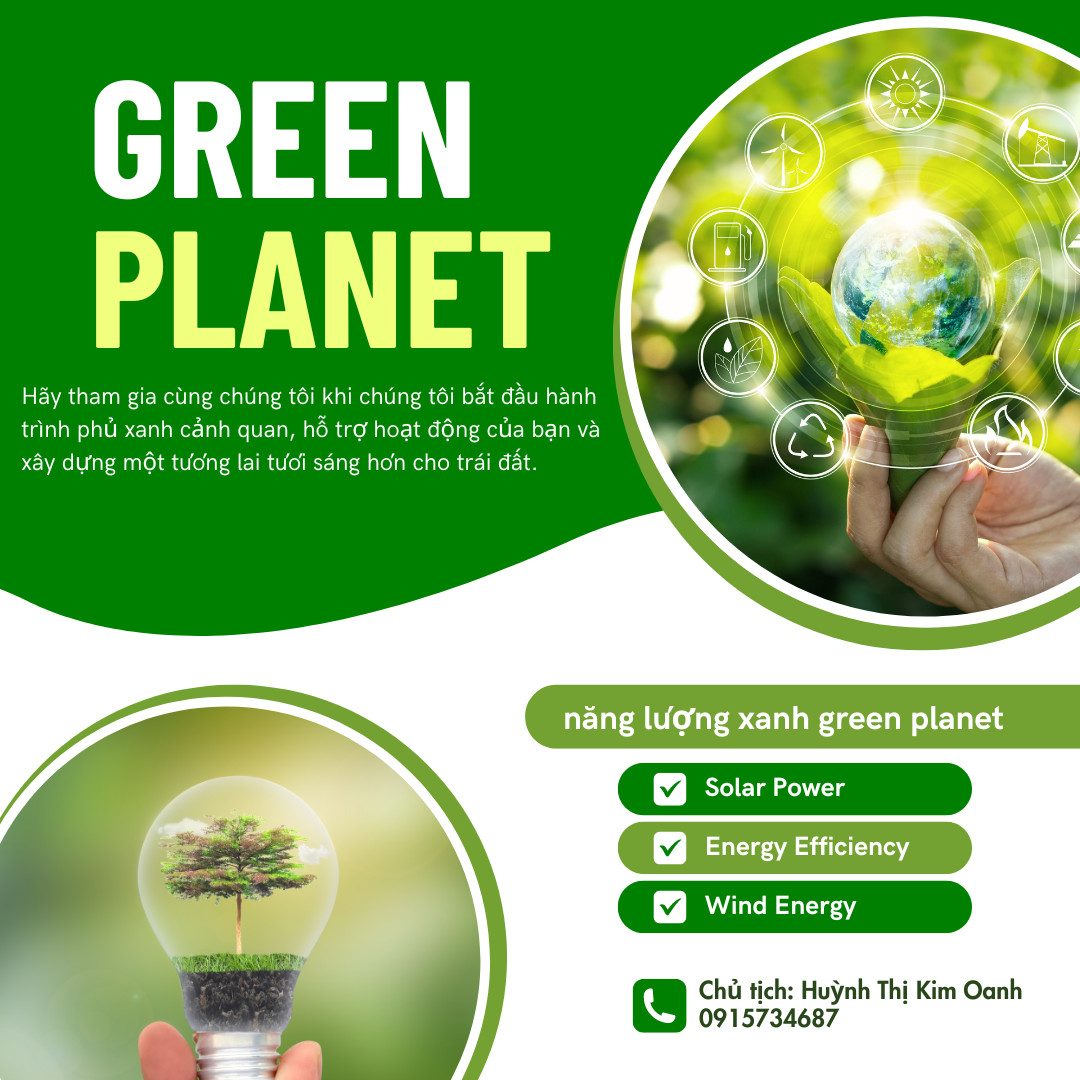 GREEN
PLANET
Hãy tham gia cùng chúng tôi khi chúng tôi bắt đầu hành
trình phủ xanh cảnh quan, hỗ trợ hoạt động của bạn và
xây dựng một tương lai tươi sáng hơn cho trái đất.
năng lượng xanh green planet
Solar Power
Energy Efficiency
Wind Energy
Chủ tịch: Huỳnh Thị Kim Oanh
0915734687